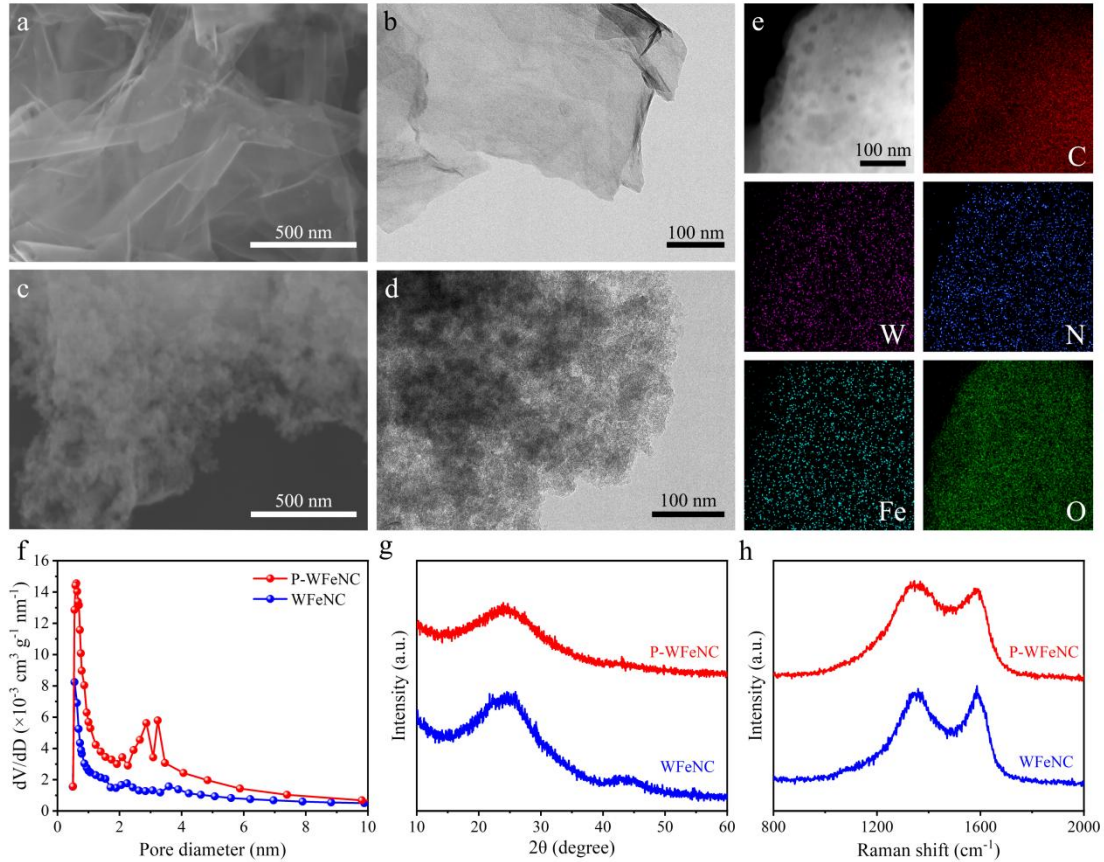 a
500 nm
b
100 nm
c
500 nm
d
100 nm
e
100 nm
C
W
N
Fe
O
f
dV/dD (×10⁻³ cm³ g⁻¹ nm⁻¹)
16
14
12
10
8
6
4
2
0
P-WFeNC
WFeNC
0 2 4 6 8 10
Pore diameter (nm)
g
Intensity (a.u.)
P-WFeNC
WFeNC
10 20 30 40 50 60
2θ (degree)
h
Intensity (a.u.)
P-WFeNC
WFeNC
800 1200 1600 2000
Raman shift (cm⁻¹)